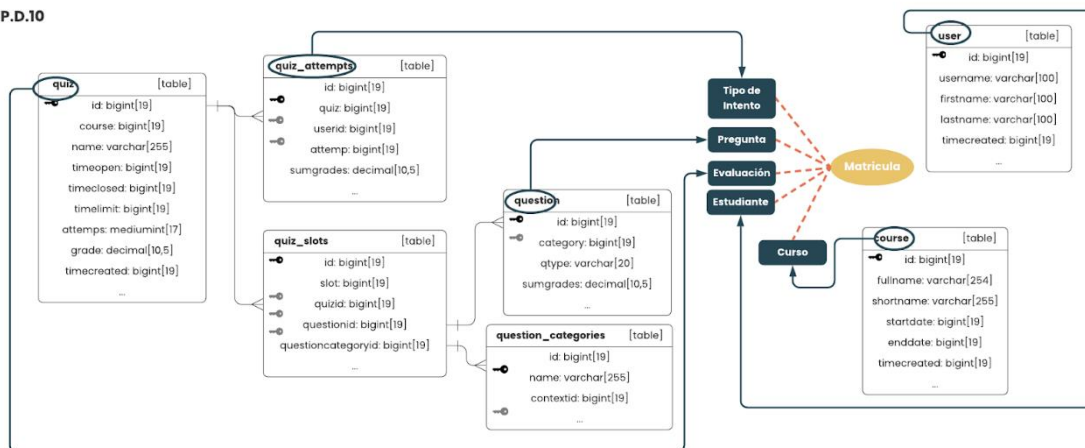 P.D.10
quiz [table]
id: bigint[19]
course: bigint[19]
name: varchar[255]
timeopen: bigint[19]
timeclosed: bigint[19]
timelimit: bigint[19]
attemps: mediumint[17]
grade: decimal[10,5]
timecreated: bigint[19]
...
quiz_attempts [table]
id: bigint[19]
quiz: bigint[19]
userid: bigint[19]
attemp: bigint[19]
sumgrades: decimal[10,5]
...
quiz_slots [table]
id: bigint[19]
slot: bigint[19]
quizid: bigint[19]
questionid: bigint[19]
questioncategoryid: bigint[19]
...
question [table]
id: bigint[19]
category: bigint[19]
qtype: varchar[20]
sumgrades: decimal[10,5]
...
question_categories [table]
id: bigint[19]
name: varchar[255]
contextid: bigint[19]
...
Tipo de
Intento
Pregunta
Evaluación
Estudiante
Curso
Matricula
user [table]
id: bigint[19]
username: varchar[100]
firstname: varchar[100]
lastname: varchar[100]
timecreated: bigint[19]
...
course [table]
id: bigint[19]
fullname: varchar[254]
shortname: varchar[255]
startdate: bigint[19]
enddate: bigint[19]
timecreated: bigint[19]
...